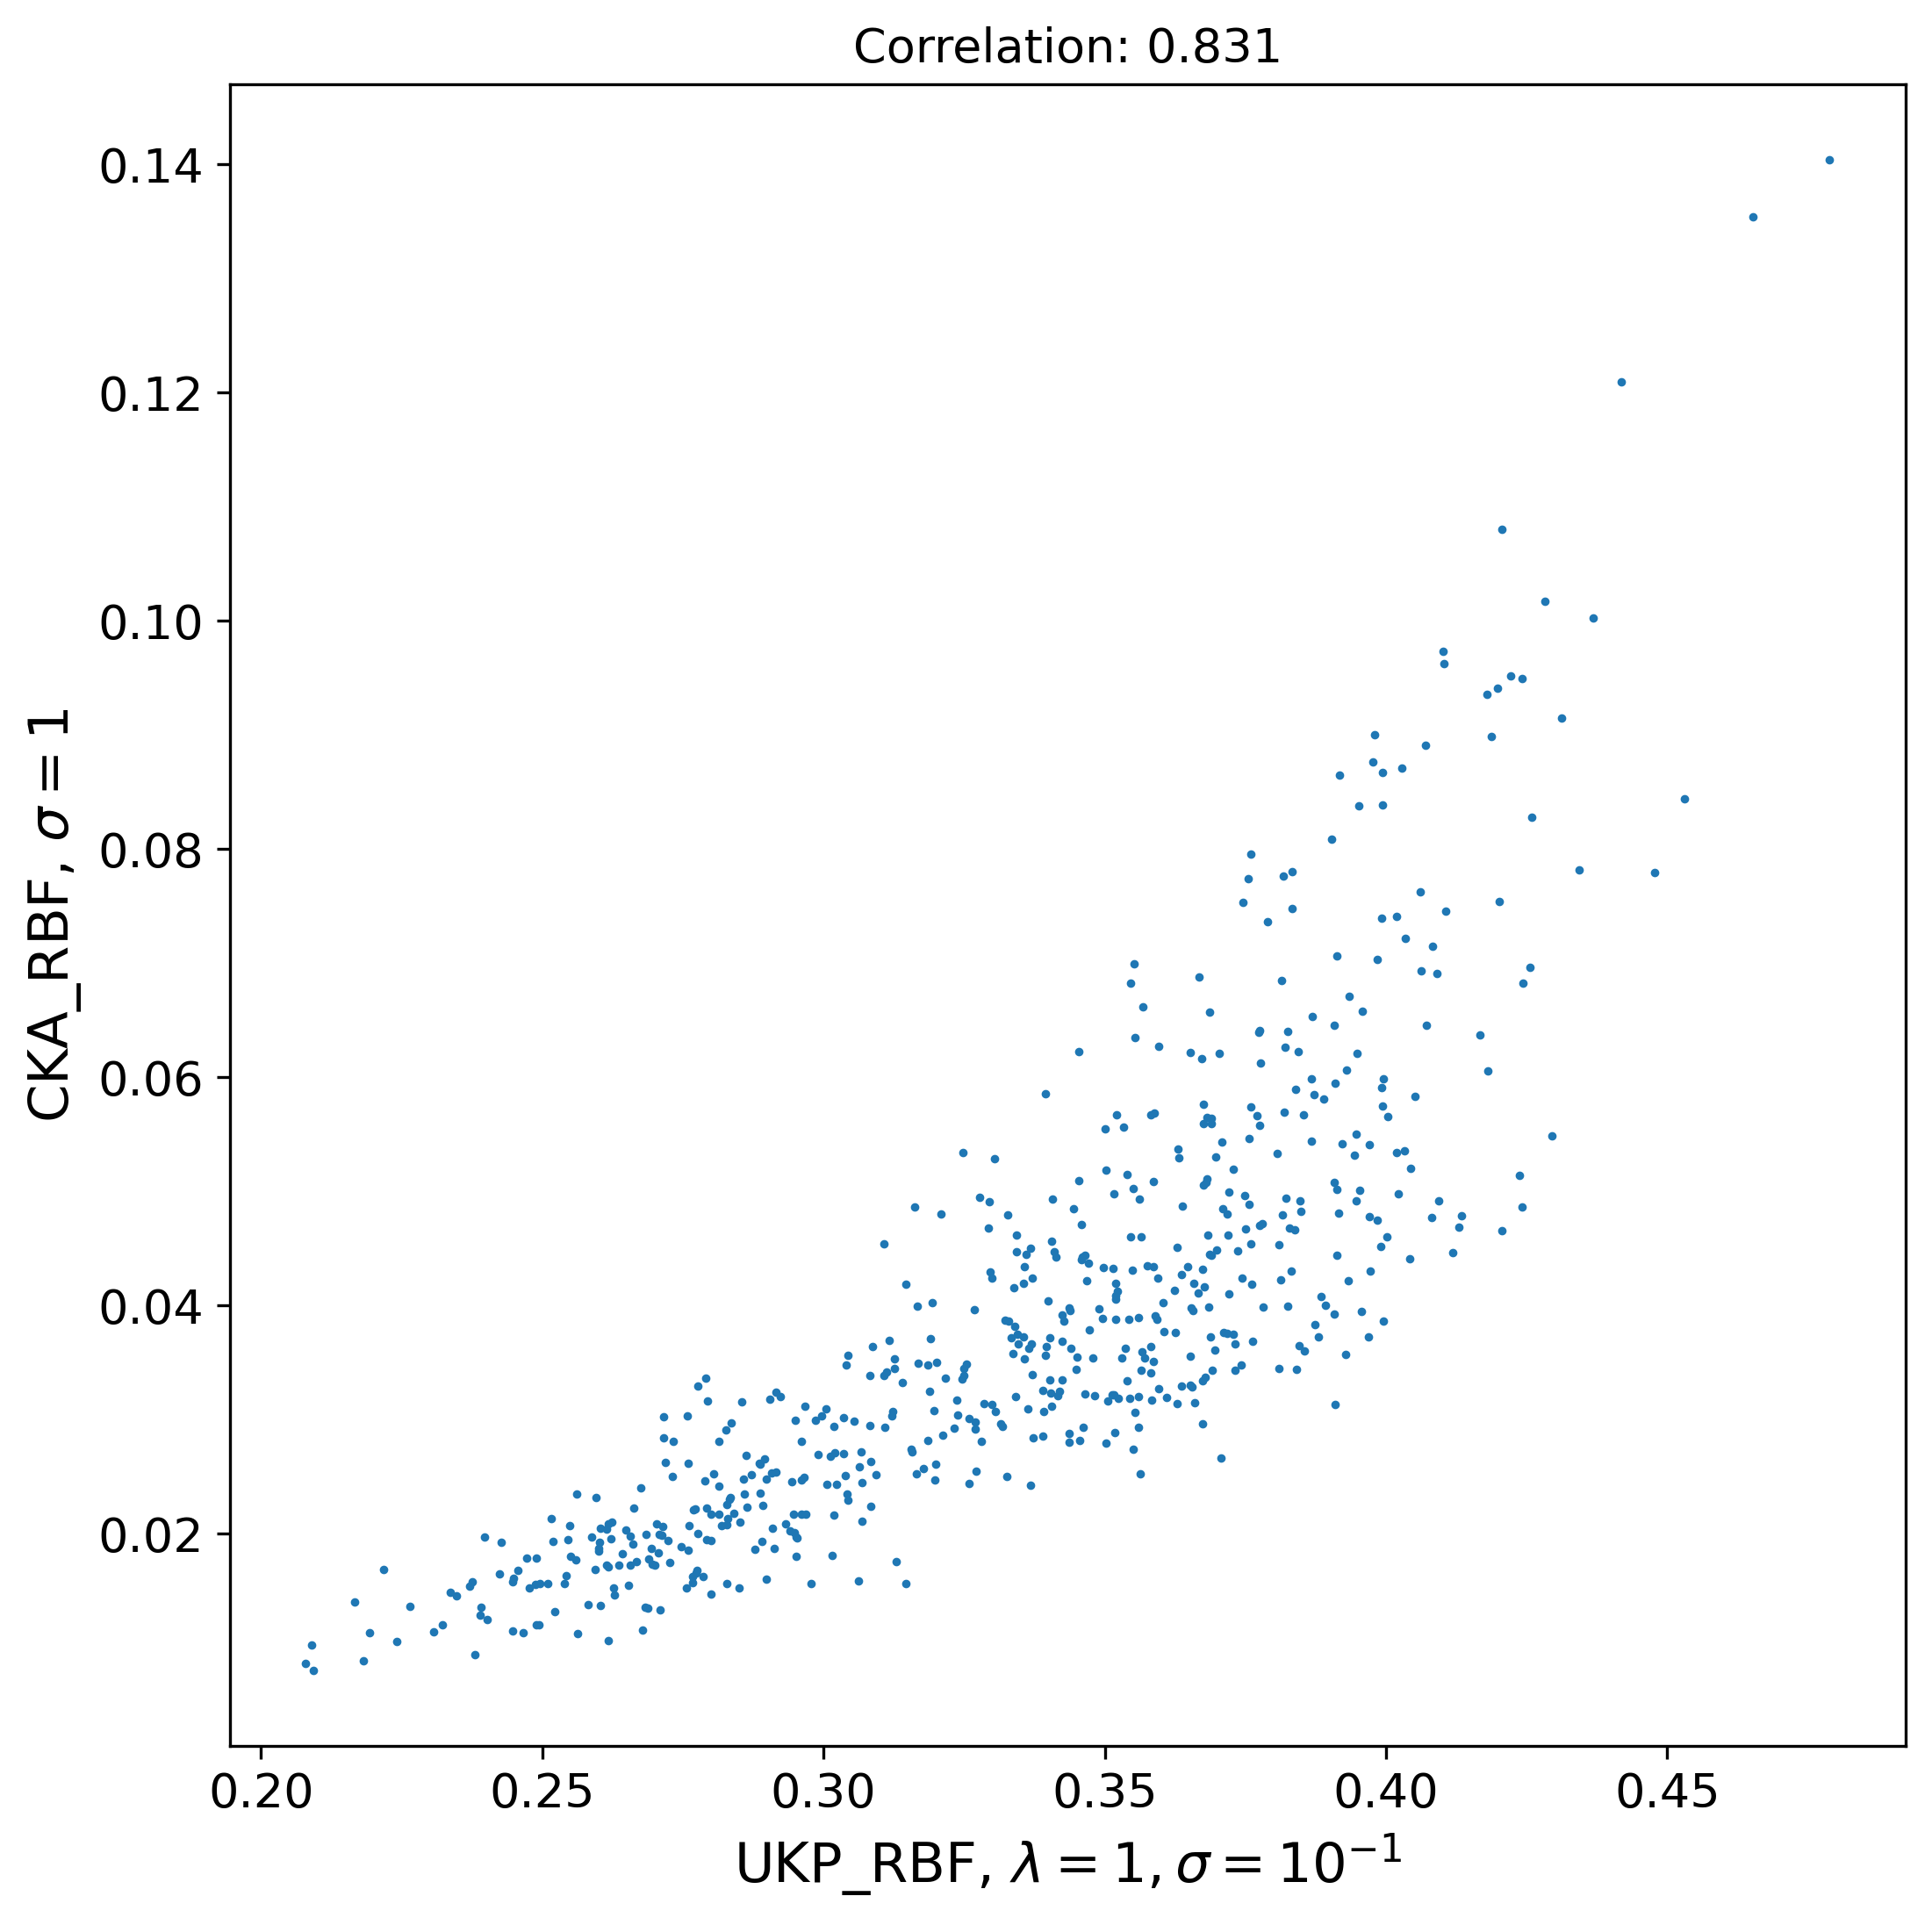 Correlation: 0.831
0.14
0.12
0.10
0.08
0.06
0.04
0.02
CKA_RBF, σ = 1
0.20 0.25 0.30 0.35 0.40 0.45
UKP_RBF, λ = 1, σ = 10⁻¹